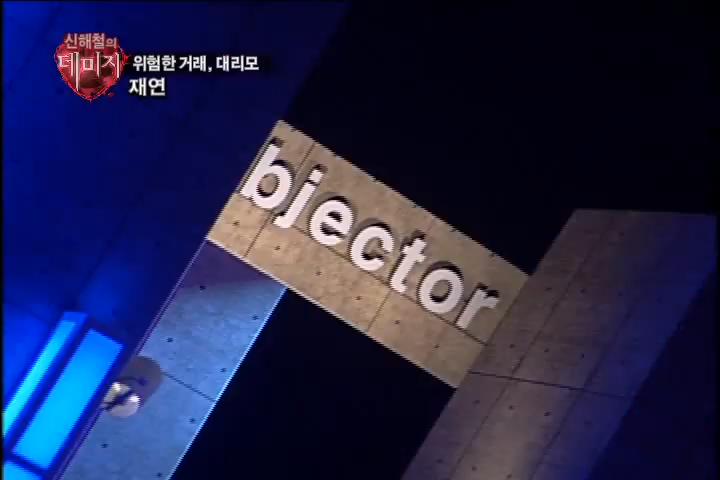 신해철의
데미지
위험한 거래, 대리모
재연
bjector